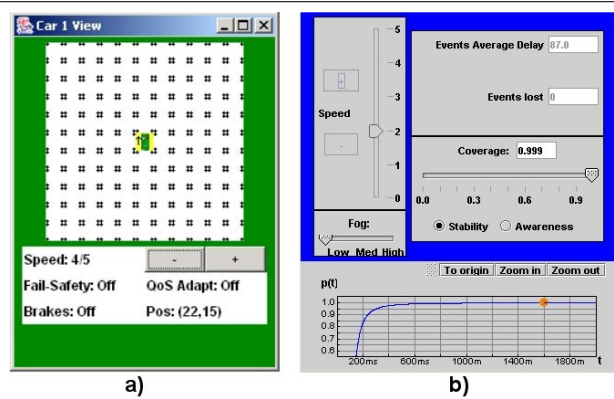 Car 1 View
Speed: 4/5
-
+
Fail-Safety: Off
QoS Adapt: Off
Brakes: Off
Pos: (22,15)
a)
5
4
3
2
1
0
+
Speed
-
Fog:
Low Med High
Events Average Delay 87.0
Events lost 0
Coverage: 0.999
0.0 0.3 0.6 0.9
Stability
Awareness
To origin
Zoom in
Zoom out
p(t)
1.0
0.9
0.8
0.7
0.6
200ms 600ms 1000m 1400m 1800m t
b)